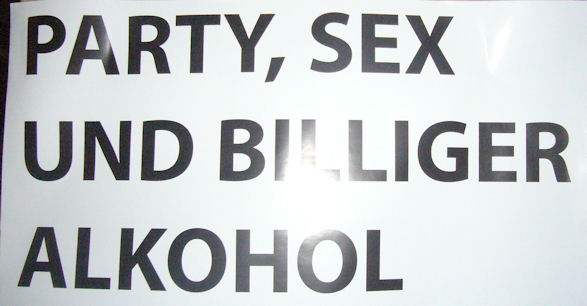 PARTY, SEX
UND BILLIGER
ALKOHOL